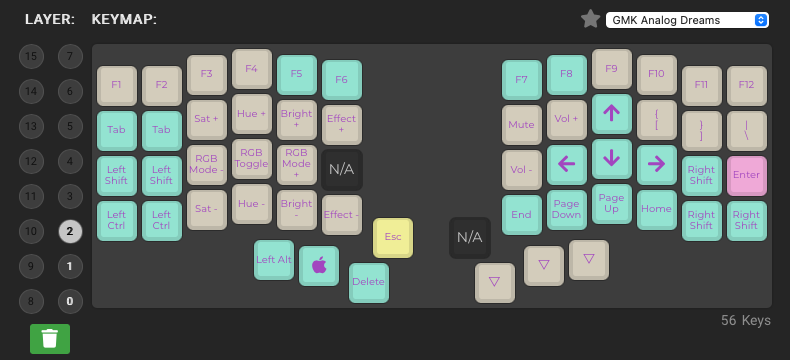 LAYER: KEYMAP: GMK Analog Dreams
15 7
14 6
13 5
12 4
11 3
10 2
9 1
8 0
F1 F2 F3 F4 F5 F6 F7 F8 F9 F10 F11 F12
Tab Tab Sat + Hue + Bright
+ Effect
+ Mute Vol + {
[ }
] |
\
Left
Shift Left
Shift RGB
Mode - RGB
Toggle RGB
Mode
+ N/A Vol - Right
Shift Enter
Left
Ctrl Left
Ctrl Sat - Hue - Bright
- Effect - End Page
Down Page
Up Home Right
Shift Right
Shift
Esc N/A
Left Alt Delete
56 Keys